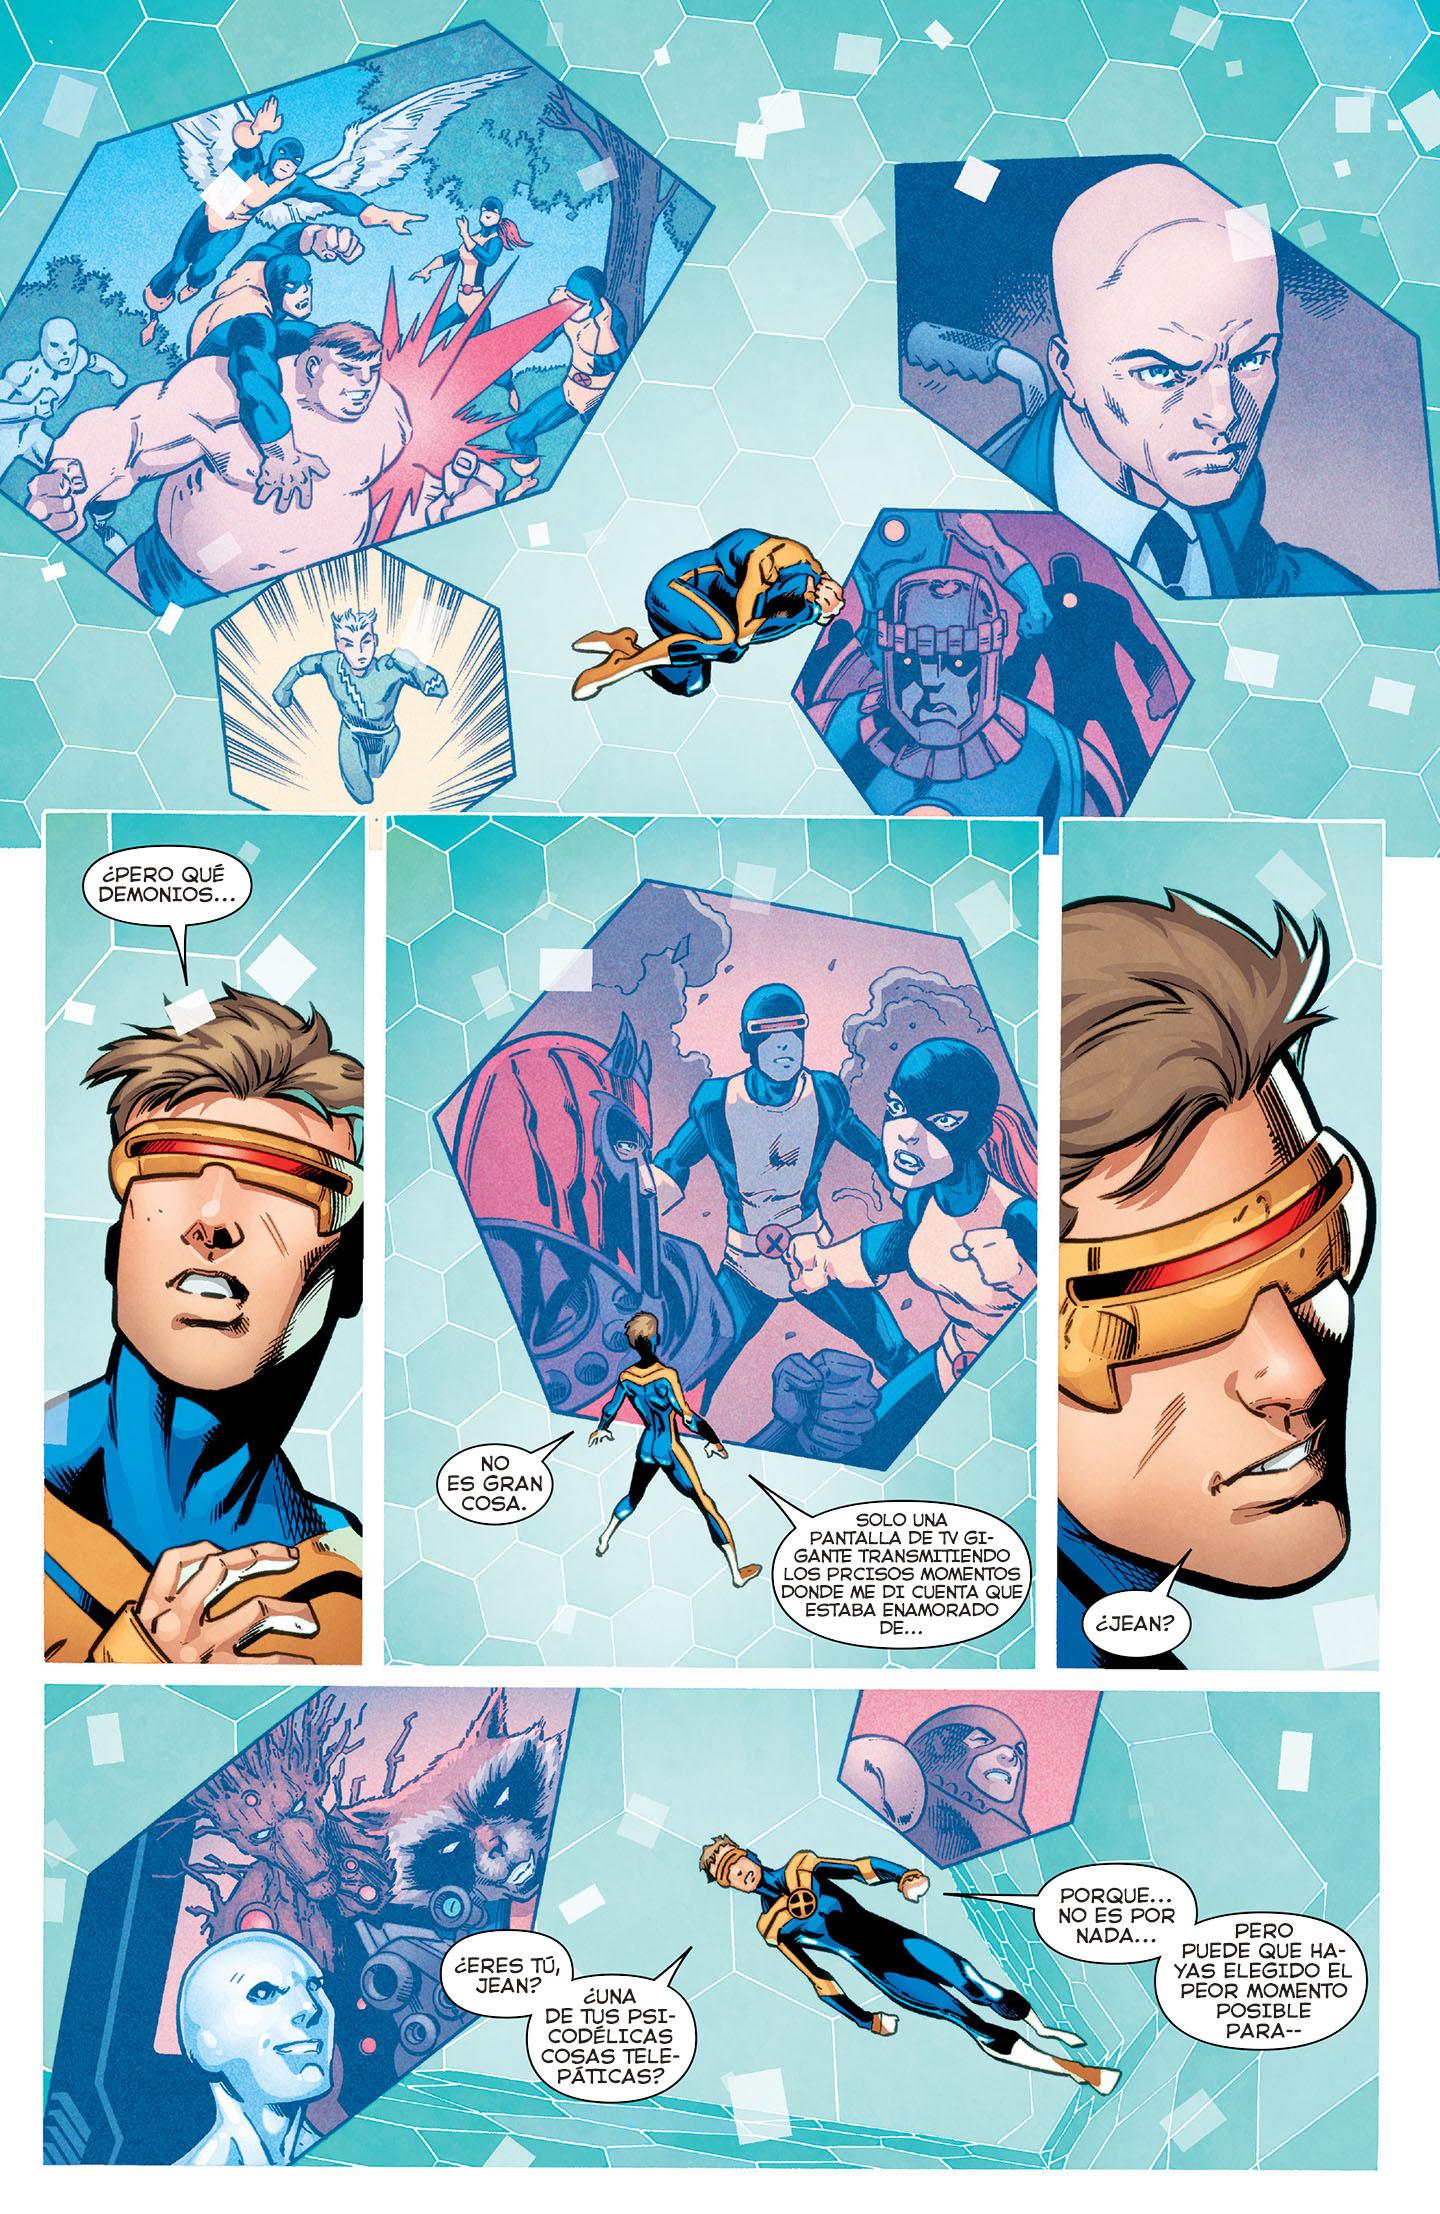 ¿PERO QUÉ
DEMONIOS...
NO
ES GRAN
COSA.
SOLO UNA
PANTALLA DE TV GI-
GANTE TRANSMITIENDO
LOS PRCISOS MOMENTOS
DONDE ME DI CUENTA QUE
ESTABA ENAMORADO
DE...
¿JEAN?
¿ERES TÚ,
JEAN?
¿UNA
DE TUS PSI-
CODÉLICAS
COSAS TELE-
PÁTICAS?
PORQUE...
NO ES POR
NADA...
PERO
PUEDE QUE HA-
YAS ELEGIDO EL
PEOR MOMENTO
POSIBLE
PARA--